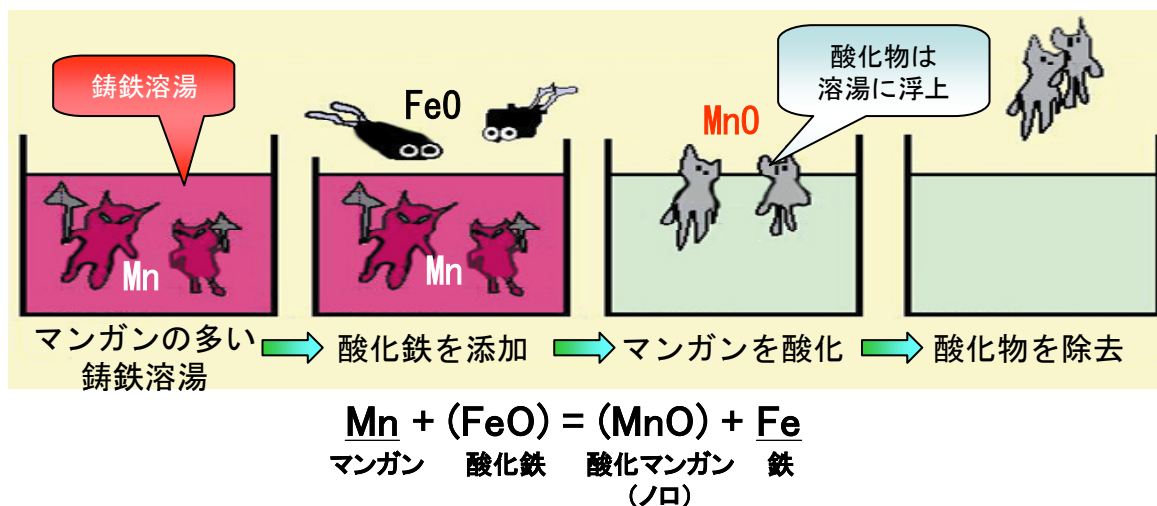 鋳鉄溶湯
Mn
マンガンの多い
鋳鉄溶湯
FeO
Mn
酸化鉄を添加
酸化物は
溶湯に浮上
MnO
マンガンを酸化
酸化物を除去
Mn + (FeO) = (MnO) + Fe
マンガン 酸化鉄 酸化マンガン 鉄
(ノロ)